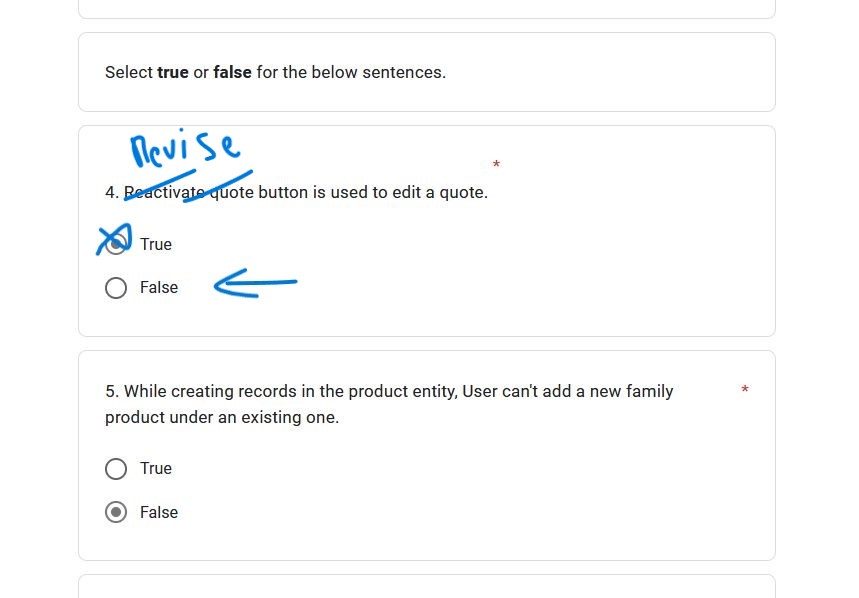 Select true or false for the below sentences.
Revise
*
4. Reactivate quote button is used to edit a quote.
True
False
5. While creating records in the product entity, User can't add a new family
*
product under an existing one.
True
False